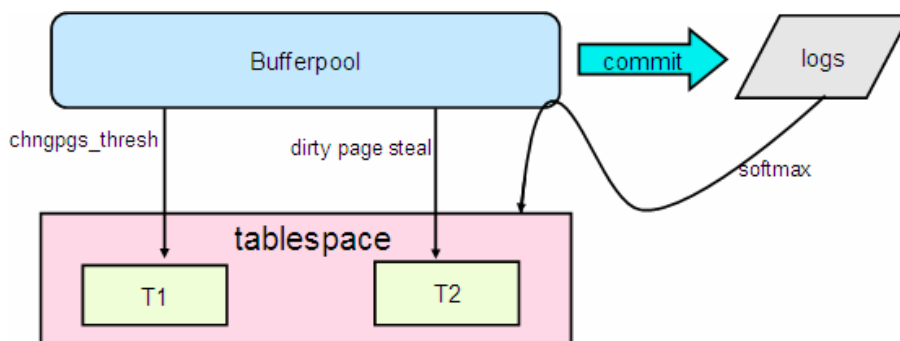 Bufferpool
commit
logs
chngpgs_thresh
dirty page steal
softmax
tablespace
T1
T2